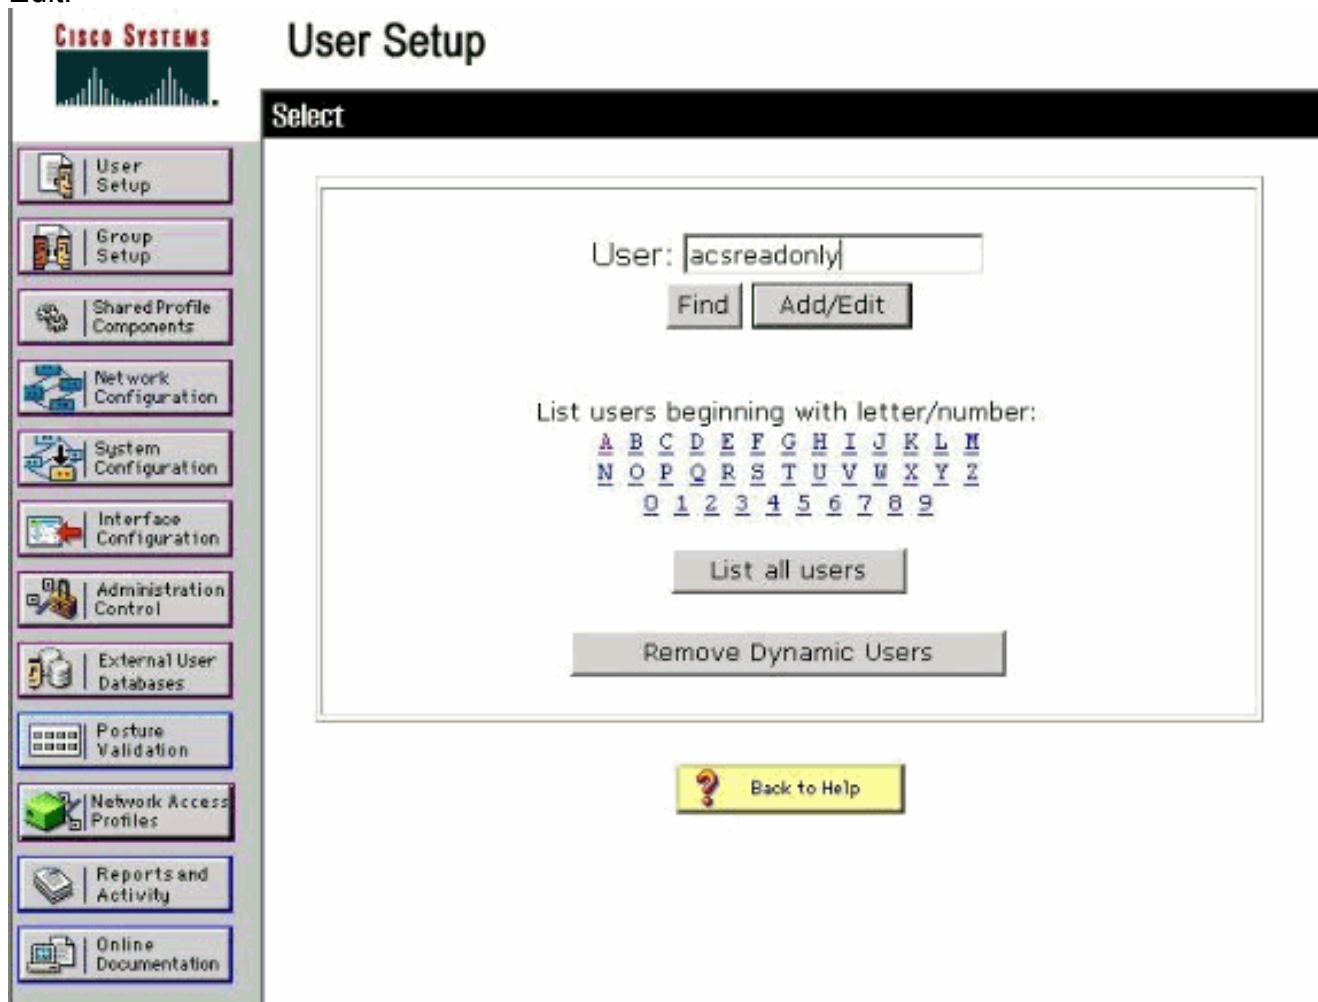 Edit.
CISCO SYSTEMS
User Setup
Select
User
Setup
Group
Setup
Shared Profile
Components
Network
Configuration
System
Configuration
Interface
Configuration
Administration
Control
External User
Databases
Posture
Validation
Network Access
Profiles
Reports and
Activity
Online
Documentation
User: acsreadonly
Find Add/Edit
List users beginning with letter/number:
A B C D E F G H I J K L M
N O P Q R S T U V W X Y Z
0 1 2 3 4 5 6 7 8 9
List all users
Remove Dynamic Users
? Back to Help